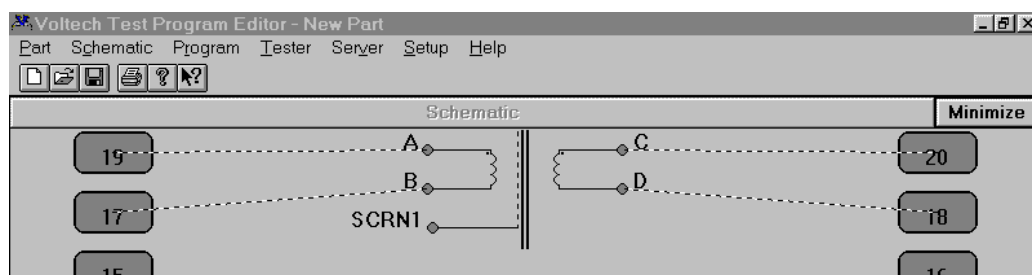 Voltech Test Program Editor - New Part
Part Schematic Program Tester Server Setup Help
Schematic Minimize
19 A C 20
B D
17 18
SCRN1
15 16